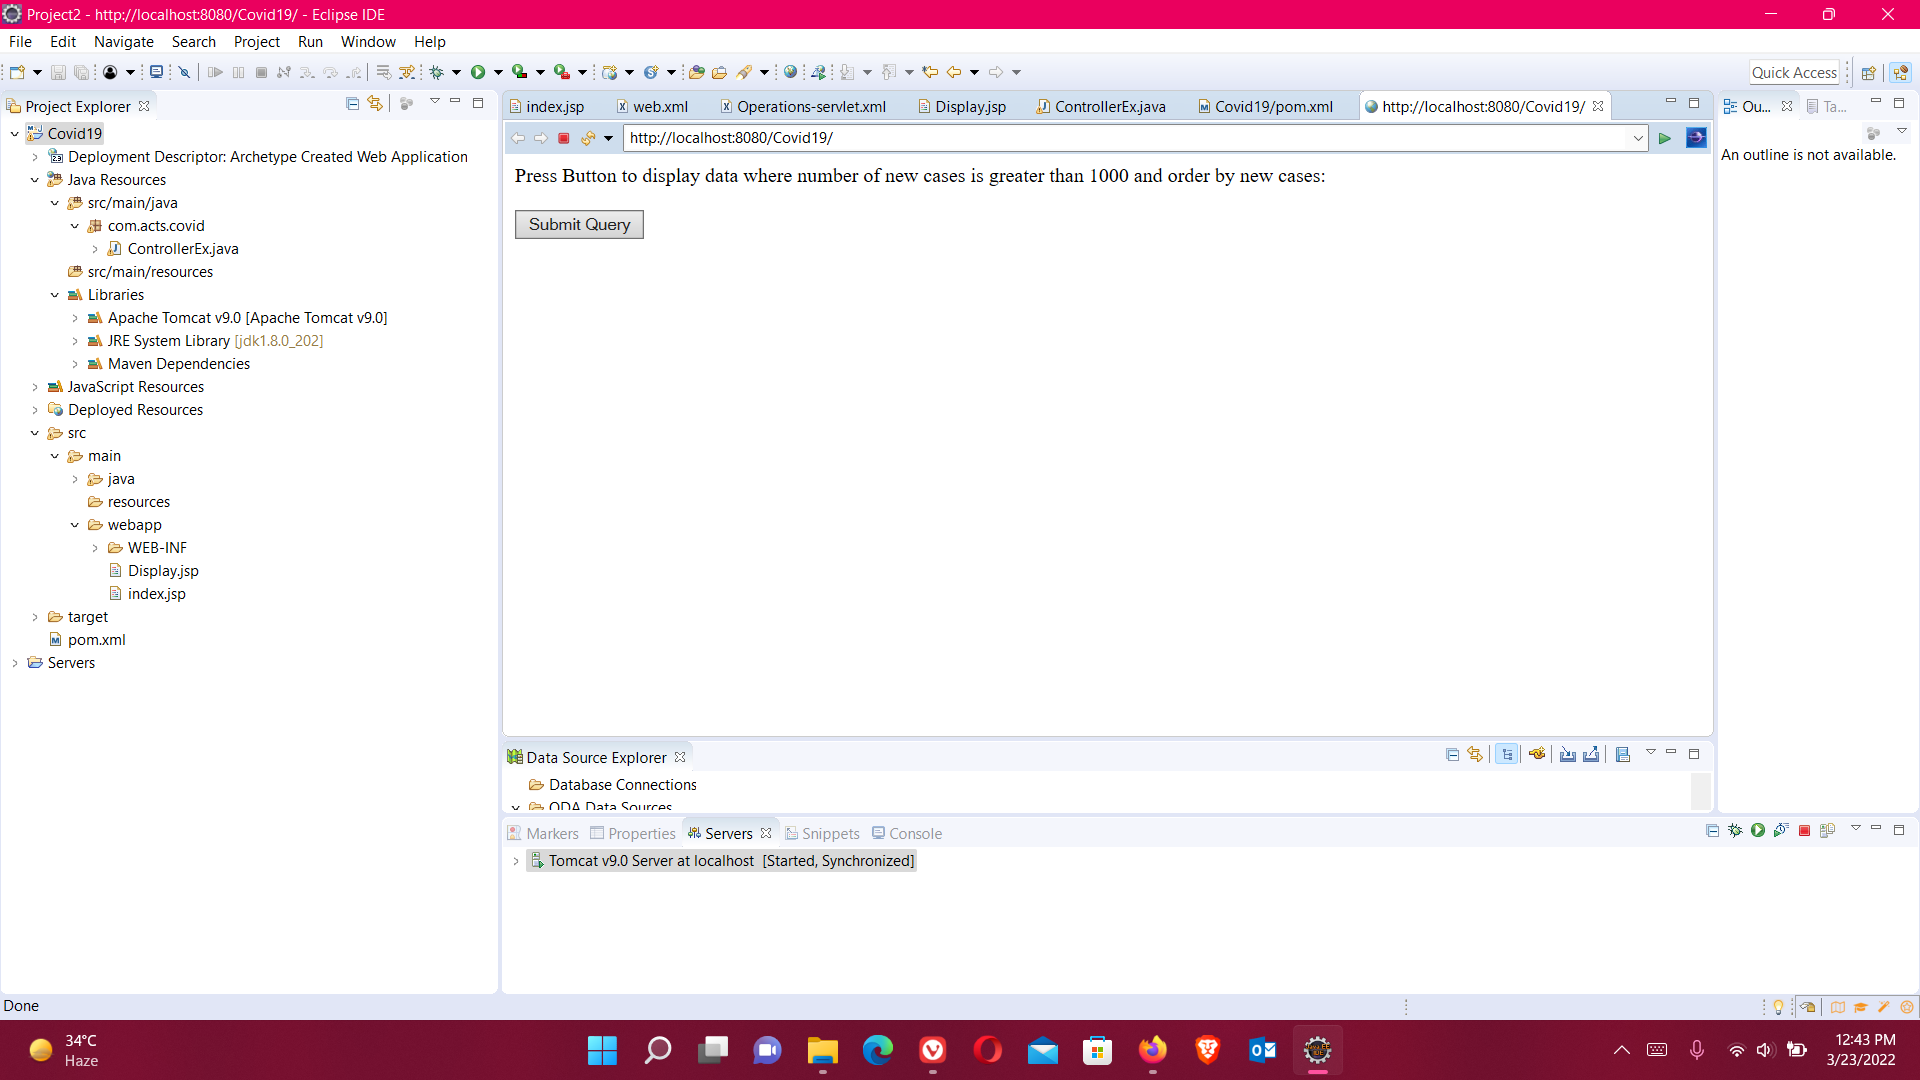 Project2 - http://localhost:8080/Covid19/ - Eclipse IDE
File Edit Navigate Search Project Run Window Help
Quick Access
Project Explorer
Covid19
Deployment Descriptor: Archetype Created Web Application
Java Resources
src/main/java
com.acts.covid
ControllerEx.java
src/main/resources
Libraries
Apache Tomcat v9.0 [Apache Tomcat v9.0]
JRE System Library [jdk1.8.0_202]
Maven Dependencies
JavaScript Resources
Deployed Resources
src
main
java
resources
webapp
WEB-INF
Display.jsp
index.jsp
target
pom.xml
Servers
index.jsp web.xml Operations-servlet.xml Display.jsp ControllerEx.java Covid19/pom.xml http://localhost:8080/Covid19/
http://localhost:8080/Covid19/
Press Button to display data where number of new cases is greater than 1000 and order by new cases:
Submit Query
Ou... Ta...
An outline is not available.
Data Source Explorer
Database Connections
ODA Data Sources
Markers Properties Servers Snippets Console
Tomcat v9.0 Server at localhost [Started, Synchronized]
Done
34°C
Haze
12:43 PM
3/23/2022